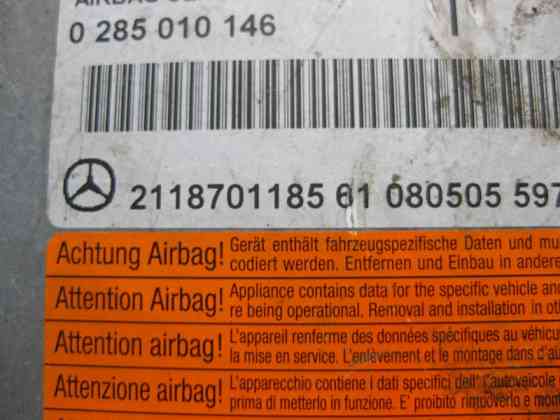 AIRBAG
0 285 010 146
2118701185 61 080505 597
Achtung Airbag! Gerät enthält fahrzeugspezifische Daten und mu
codiert werden. Entfernen und Einbau in andere
Attention Airbag! Appliance contains data for the specific vehicle and
re being operational. Removal and installation in ot
Attention airbag! L'appareil renferme des données spécifiques au véhicu
la mise en service. L'enlèvement et le montage dans d'au
Attenzione airbag! L'apparecchio contiene i dati specifici dell' L'autoveicole
prima di metterlo in funzione. E' proibito rimuoverlo e mon